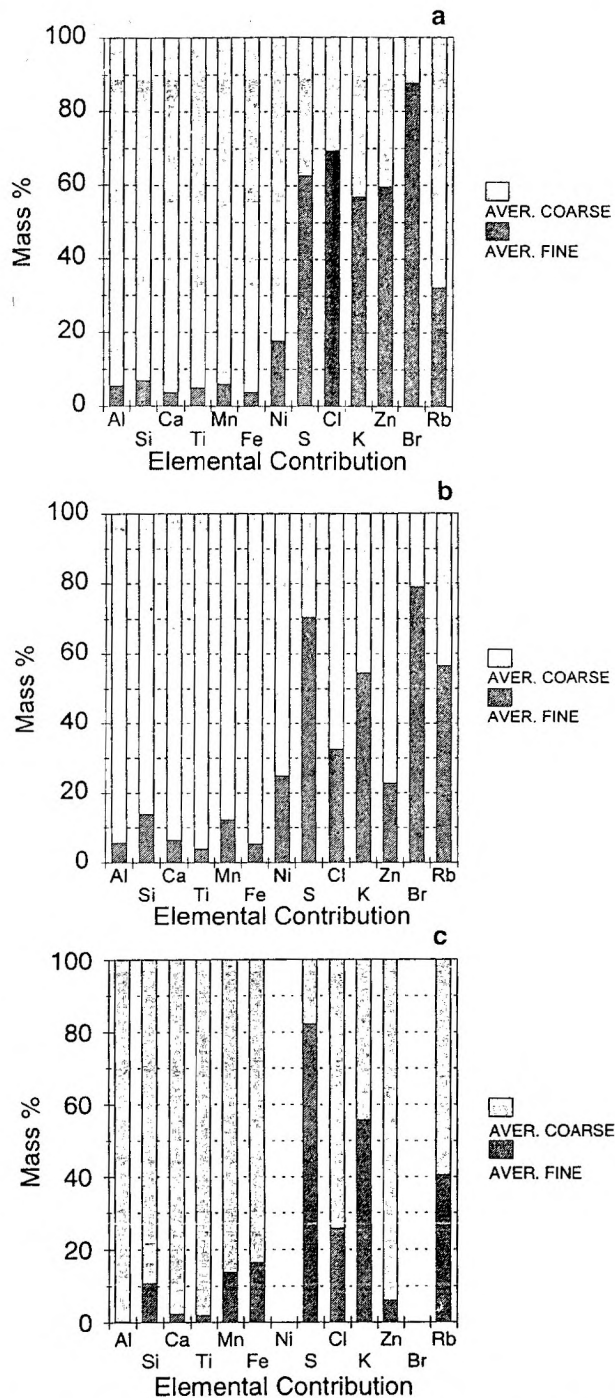 a
100
80
60
40
20
0
Mass %
AVER. COARSE
AVER. FINE
Al Ca Mn Ni Cl Zn Rb
Si Ti Fe S K Br
Elemental Contribution
b
100
80
60
40
20
0
Mass %
AVER. COARSE
AVER. FINE
Al Ca Mn Ni Cl Zn Rb
Si Ti Fe S K Br
Elemental Contribution
c
100
80
60
40
20
0
Mass %
AVER. COARSE
AVER. FINE
Al Ca Mn Ni Cl Zn Rb
Si Ti Fe S K Br
Elemental Contribution